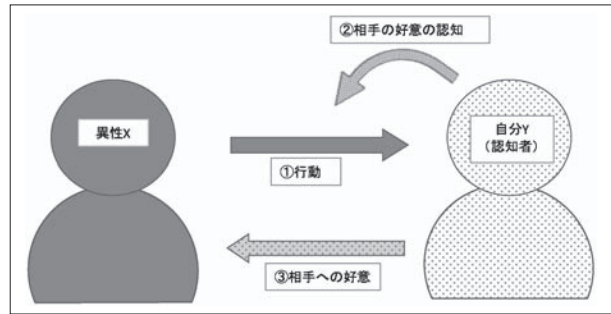 ②相手の好意の認知
異性X
自分Y
（認知者）
①行動
③相手への好意